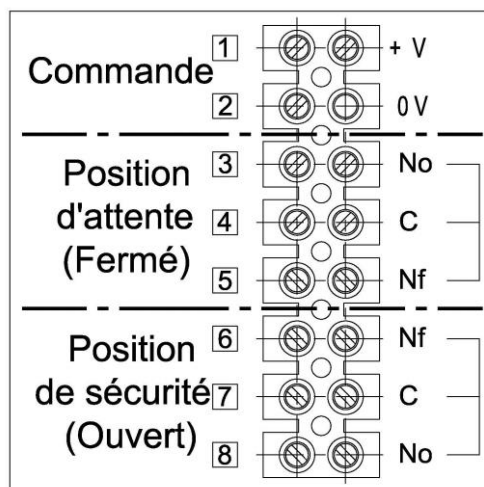 Commande
1 + V
2 0 V
Position
d'attente
(Fermé)
3 No
4 C
5 Nf
Position
de sécurité
(Ouvert)
6 Nf
7 C
8 No